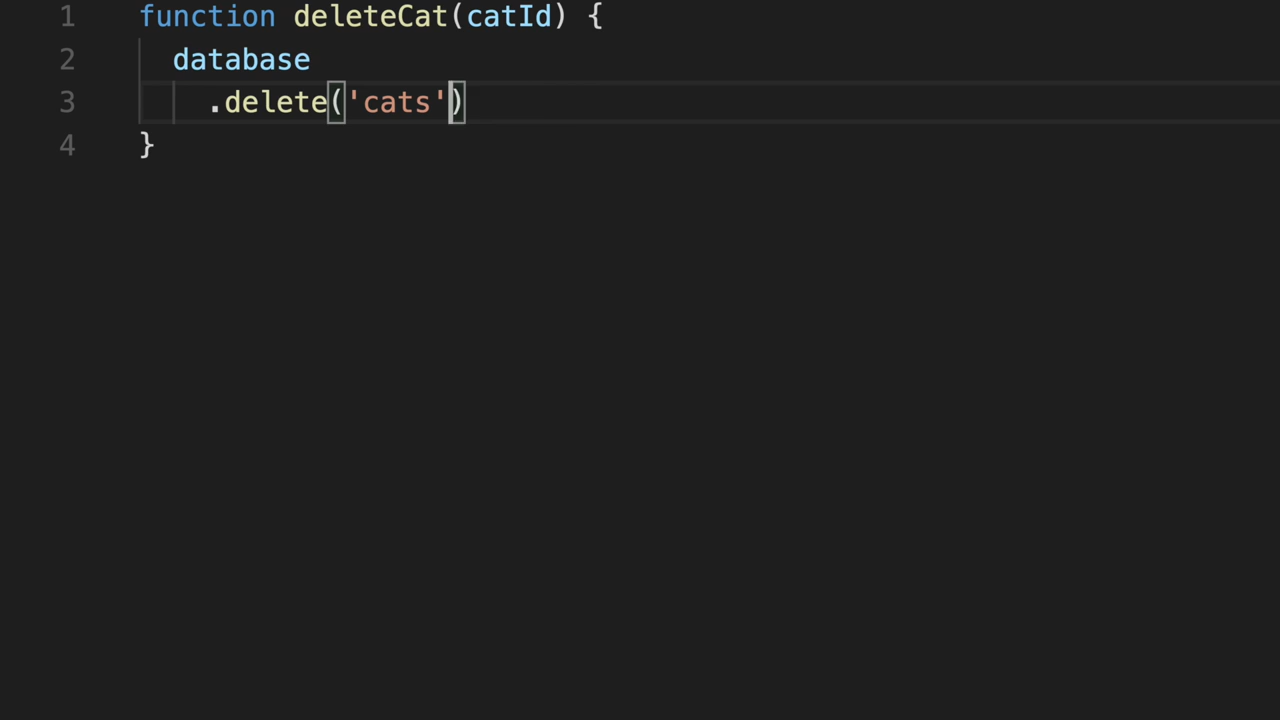 1 function deleteCat(catId) {
2   database
3     .delete('cats')
4 }